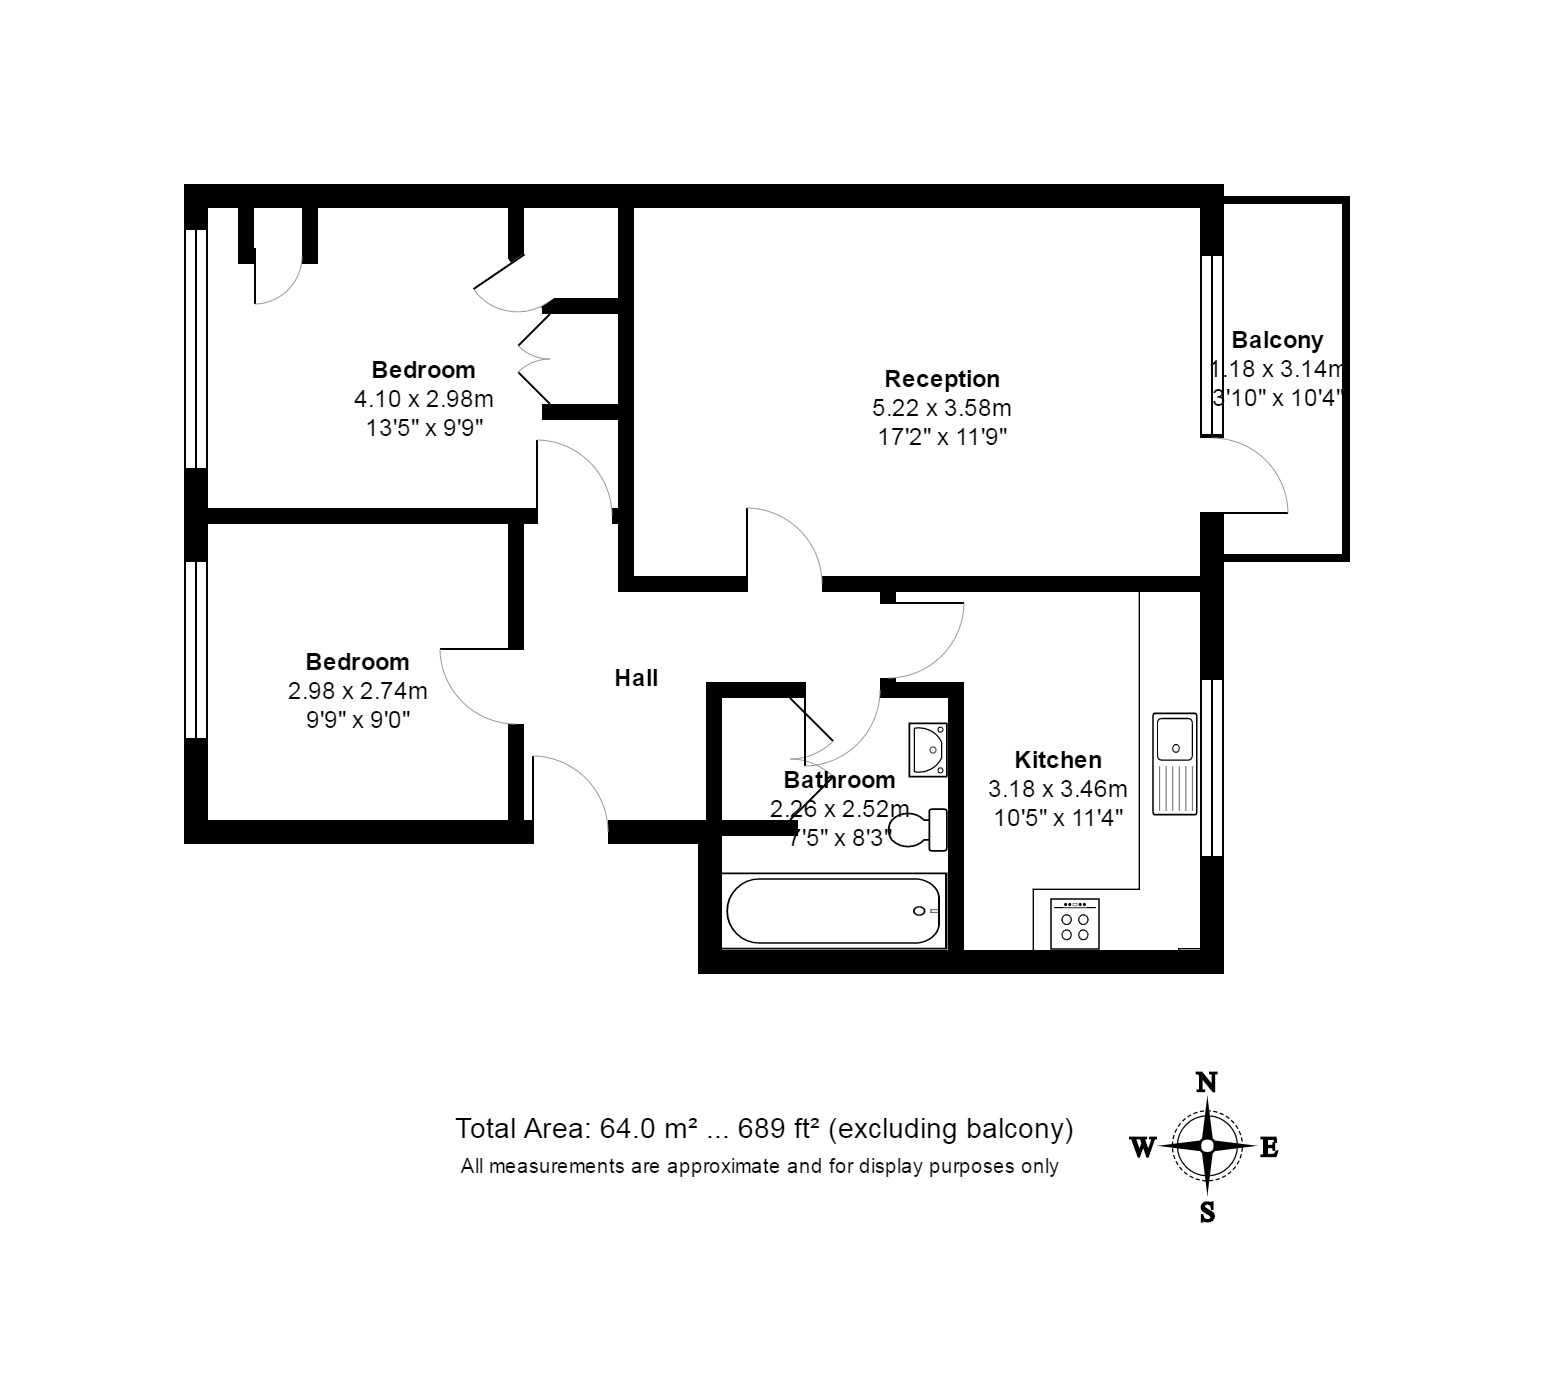 Bedroom
4.10 x 2.98m
13'5" x 9'9"
Reception
5.22 x 3.58m
17'2" x 11'9"
Balcony
1.18 x 3.14m
3'10" x 10'4"
Bedroom
2.98 x 2.74m
9'9" x 9'0"
Hall
Bathroom
2.26 x 2.52m
7'5" x 8'3"
Kitchen
3.18 x 3.46m
10'5" x 11'4"
Total Area: 64.0 m² ... 689 ft² (excluding balcony)
All measurements are approximate and for display purposes only
N
W E
S